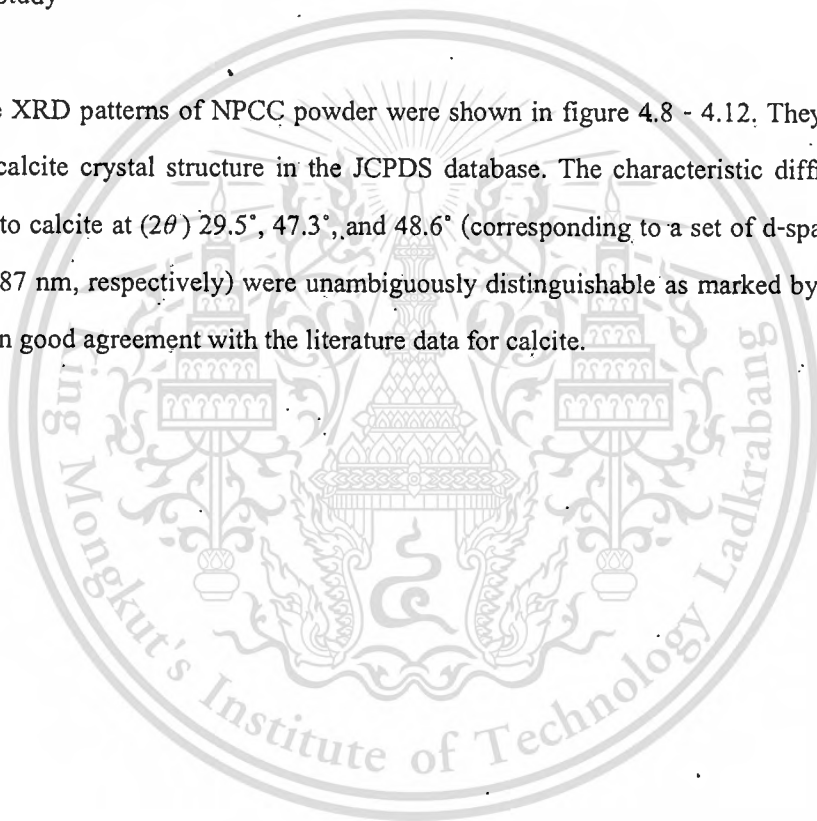 study
XRD patterns of NPCC powder were shown in figure 4.8 - 4.12. They
calcite crystal structure in the JCPDS database. The characteristic
to calcite at (2θ) 29.5°, 47.3°, and 48.6° (corresponding to a set of
87 nm, respectively) were unambiguously distinguishable as marked by
n good agreement with the literature data for calcite.
King Mongkut's Institute of Technology Ladkrabang